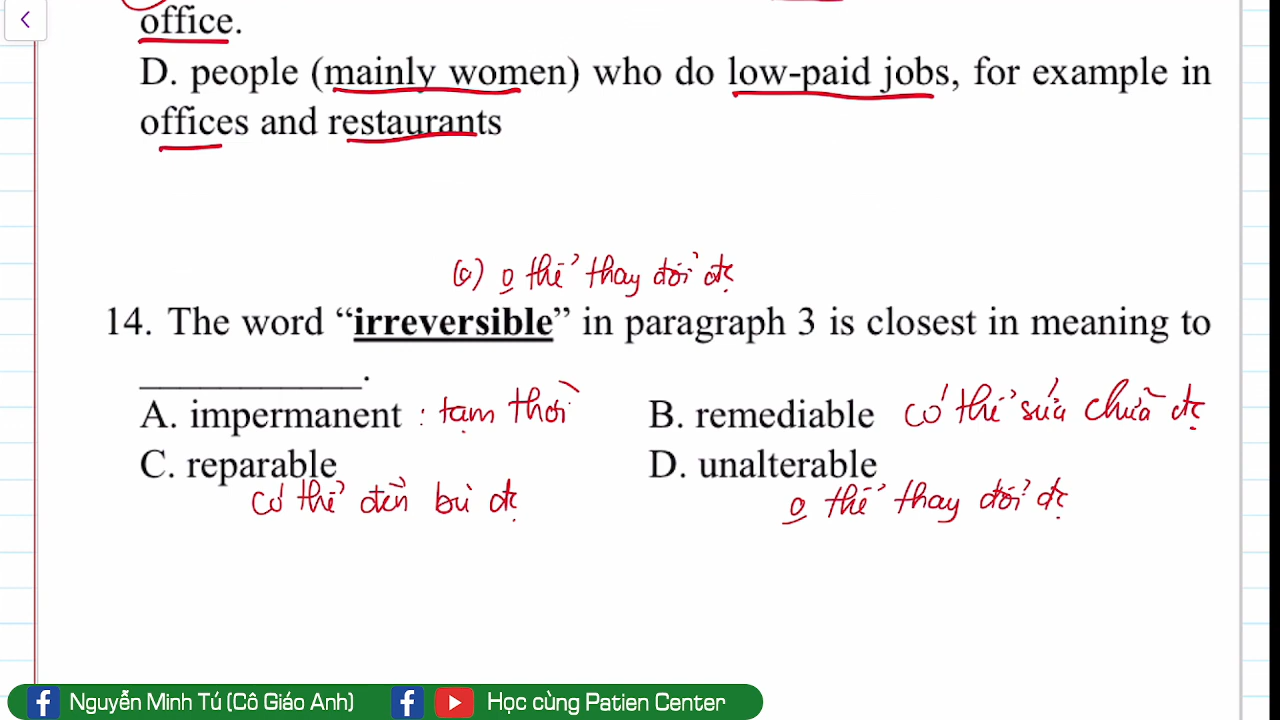 office.
D. people (mainly women) who do low-paid jobs, for example in
offices and restaurants
(a) o thể thay đổi đc
14. The word “irreversible” in paragraph 3 is closest in meaning to
___________.
A. impermanent : tạm thời
B. remediable có thể sửa chữa đc
C. reparable
D. unalterable
có thể đền bù đc
o thể thay đổi đc
Nguyễn Minh Tú (Cô Giáo Anh)
Học cùng Patien Center